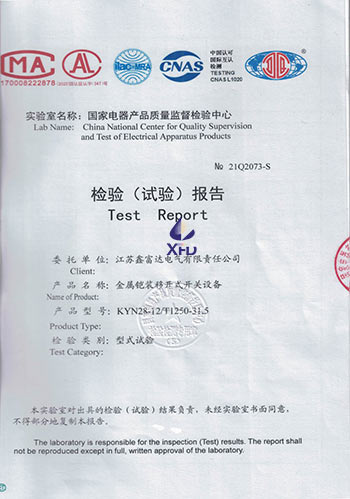 MA
AL
ilac-MRA
CNAS
中国认可
国际互认
检测
TESTING
CNAS L1020
170008222878
实验室名称：国家电器产品质量监督检验中心
Lab Name: China National Center for Quality Supervision
and Test of Electrical Apparatus Products
№ 21Q2073-S
检验（试验）报告
Test Report
XFD
委托单位：江苏鑫富达电气有限责任公司
Client:
产品名称：金属铠装移开式开关设备
Name of Product:
产品型号：KYN28-12/T1250-31.5
Product Type:
检验类别：型式试验
Test Category:
本实验室对出具的检验（试验）结果负责，未经实验室书面同意，
不得部分地复制本报告。
The laboratory is responsible for the inspection (Test) results. The report shall
not be reproduced except in full, written approval of the laboratory.